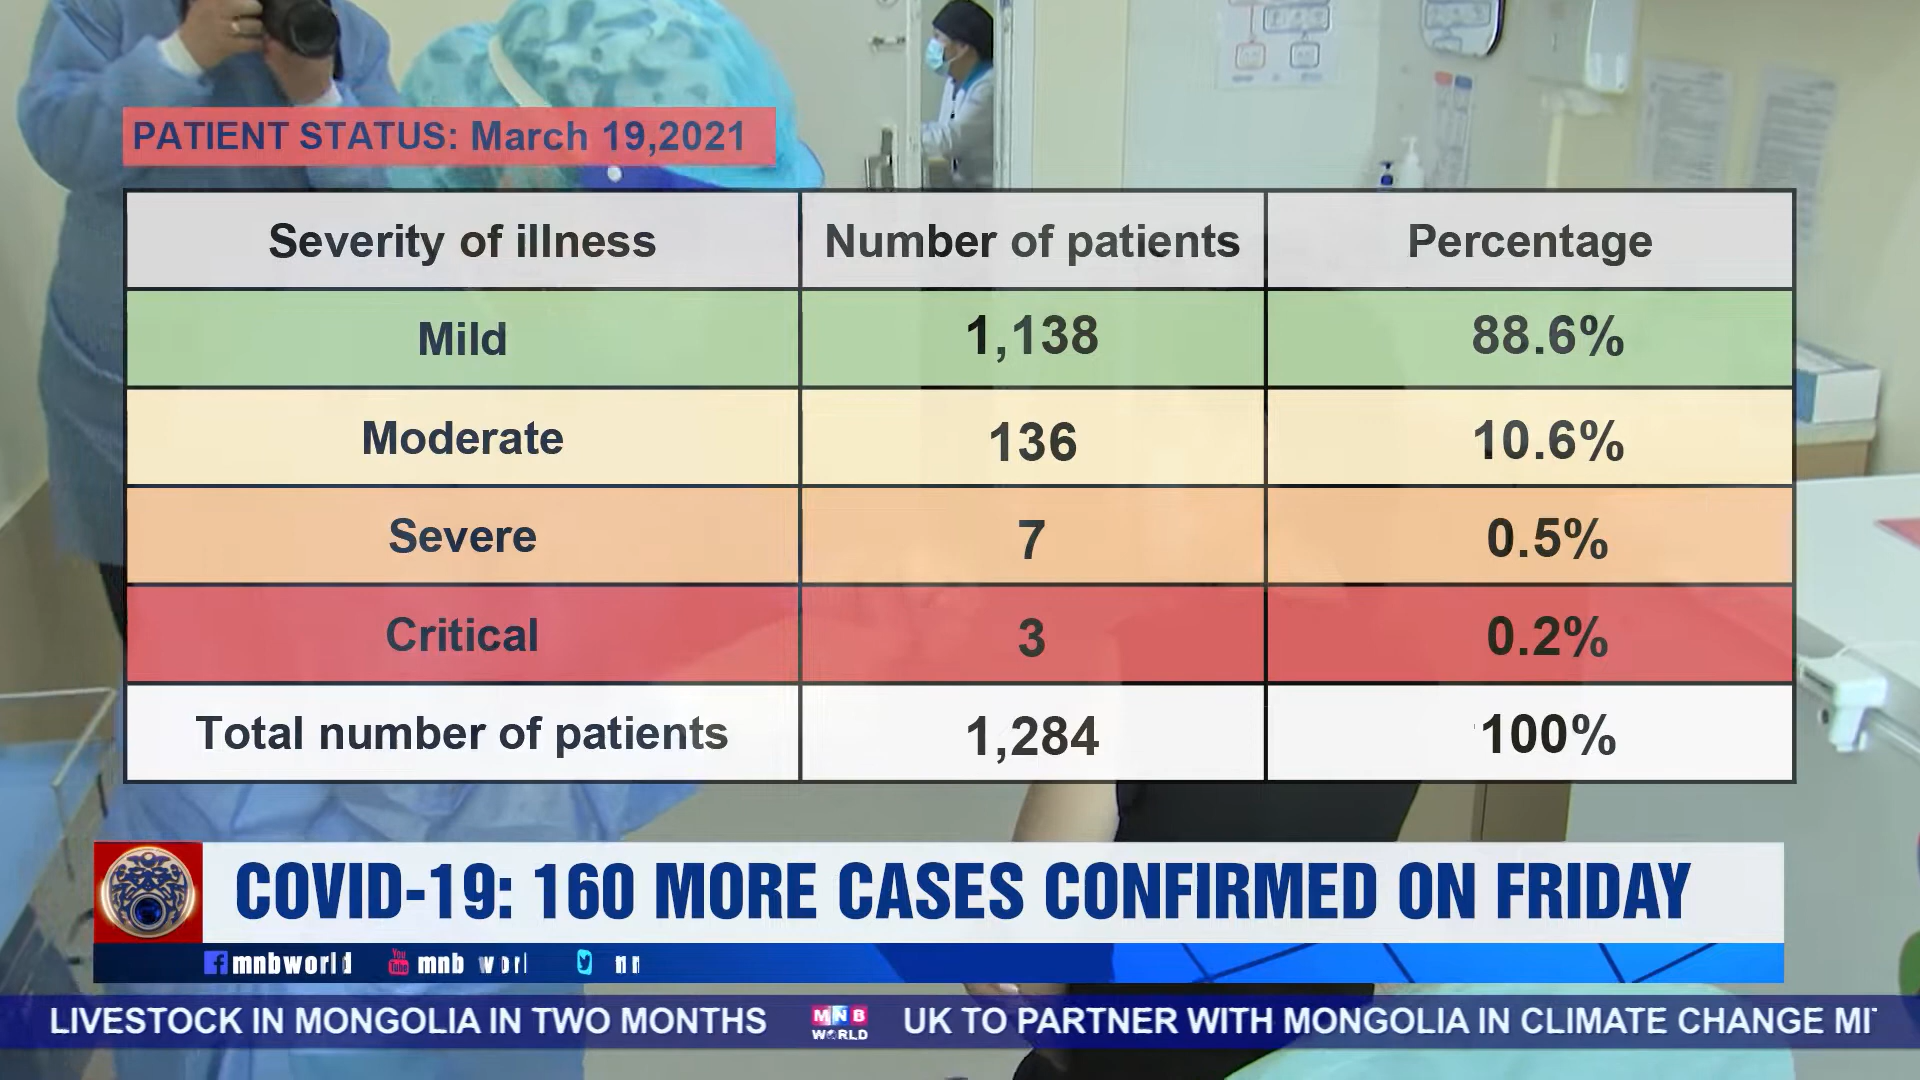 PATIENT STATUS: March 19,2021
Severity of illness Number of patients Percentage
Mild 1,138 88.6%
Moderate 136 10.6%
Severe 7 0.5%
Critical 3 0.2%
Total number of patients 1,284 100%
COVID-19: 160 MORE CASES CONFIRMED ON FRIDAY
mnbworld You Tube mnb
LIVESTOCK IN MONGOLIA IN TWO MONTHS MNB WORLD UK TO PARTNER WITH MONGOLIA IN CLIMATE CHANGE